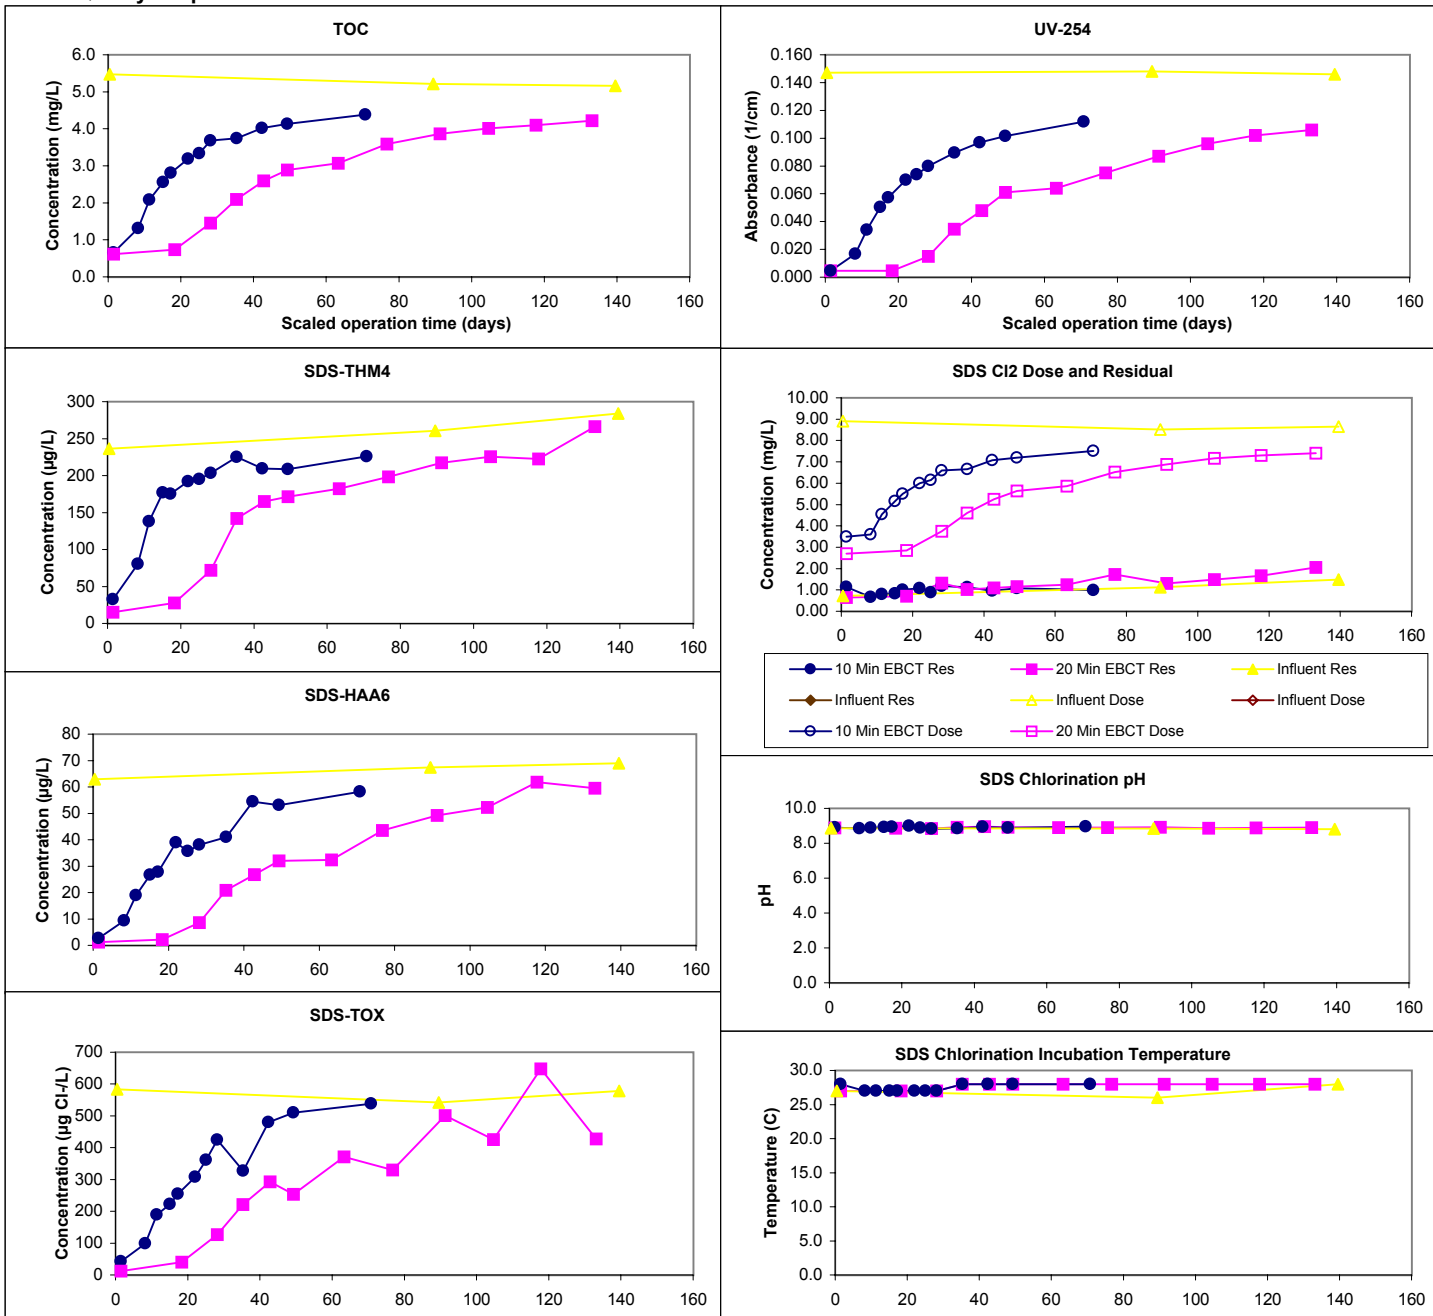 TOC
6.0
5.0
4.0
3.0
2.0
1.0
0.0
Concentration (mg/L)
0 20 40 60 80 100 120 140 160
Scaled operation time (days)
UV-254
0.160
0.140
0.120
0.100
0.080
0.060
0.040
0.020
0.000
Absorbance (1/cm)
0 20 40 60 80 100 120 140 160
Scaled operation time (days)
SDS-THM4
300
250
200
150
100
50
0
Concentration (µg/L)
0 20 40 60 80 100 120 140 160
SDS Cl2 Dose and Residual
10.00
9.00
8.00
7.00
6.00
5.00
4.00
3.00
2.00
1.00
0.00
Concentration (mg/L)
0 20 40 60 80 100 120 140 160
10 Min EBCT Res 20 Min EBCT Res Influent Res
Influent Res Influent Dose Influent Dose
10 Min EBCT Dose 20 Min EBCT Dose
SDS-HAA6
80
70
60
50
40
30
20
10
0
Concentration (µg/L)
0 20 40 60 80 100 120 140 160
SDS Chlorination pH
10.0
8.0
6.0
4.0
2.0
0.0
pH
0 20 40 60 80 100 120 140 160
SDS-TOX
700
600
500
400
300
200
100
0
Concentration (µg Cl-/L)
0 20 40 60 80 100 120 140 160
SDS Chlorination Incubation Temperature
30.0
25.0
20.0
15.0
10.0
5.0
0.0
Temperature (C)
0 20 40 60 80 100 120 140 160